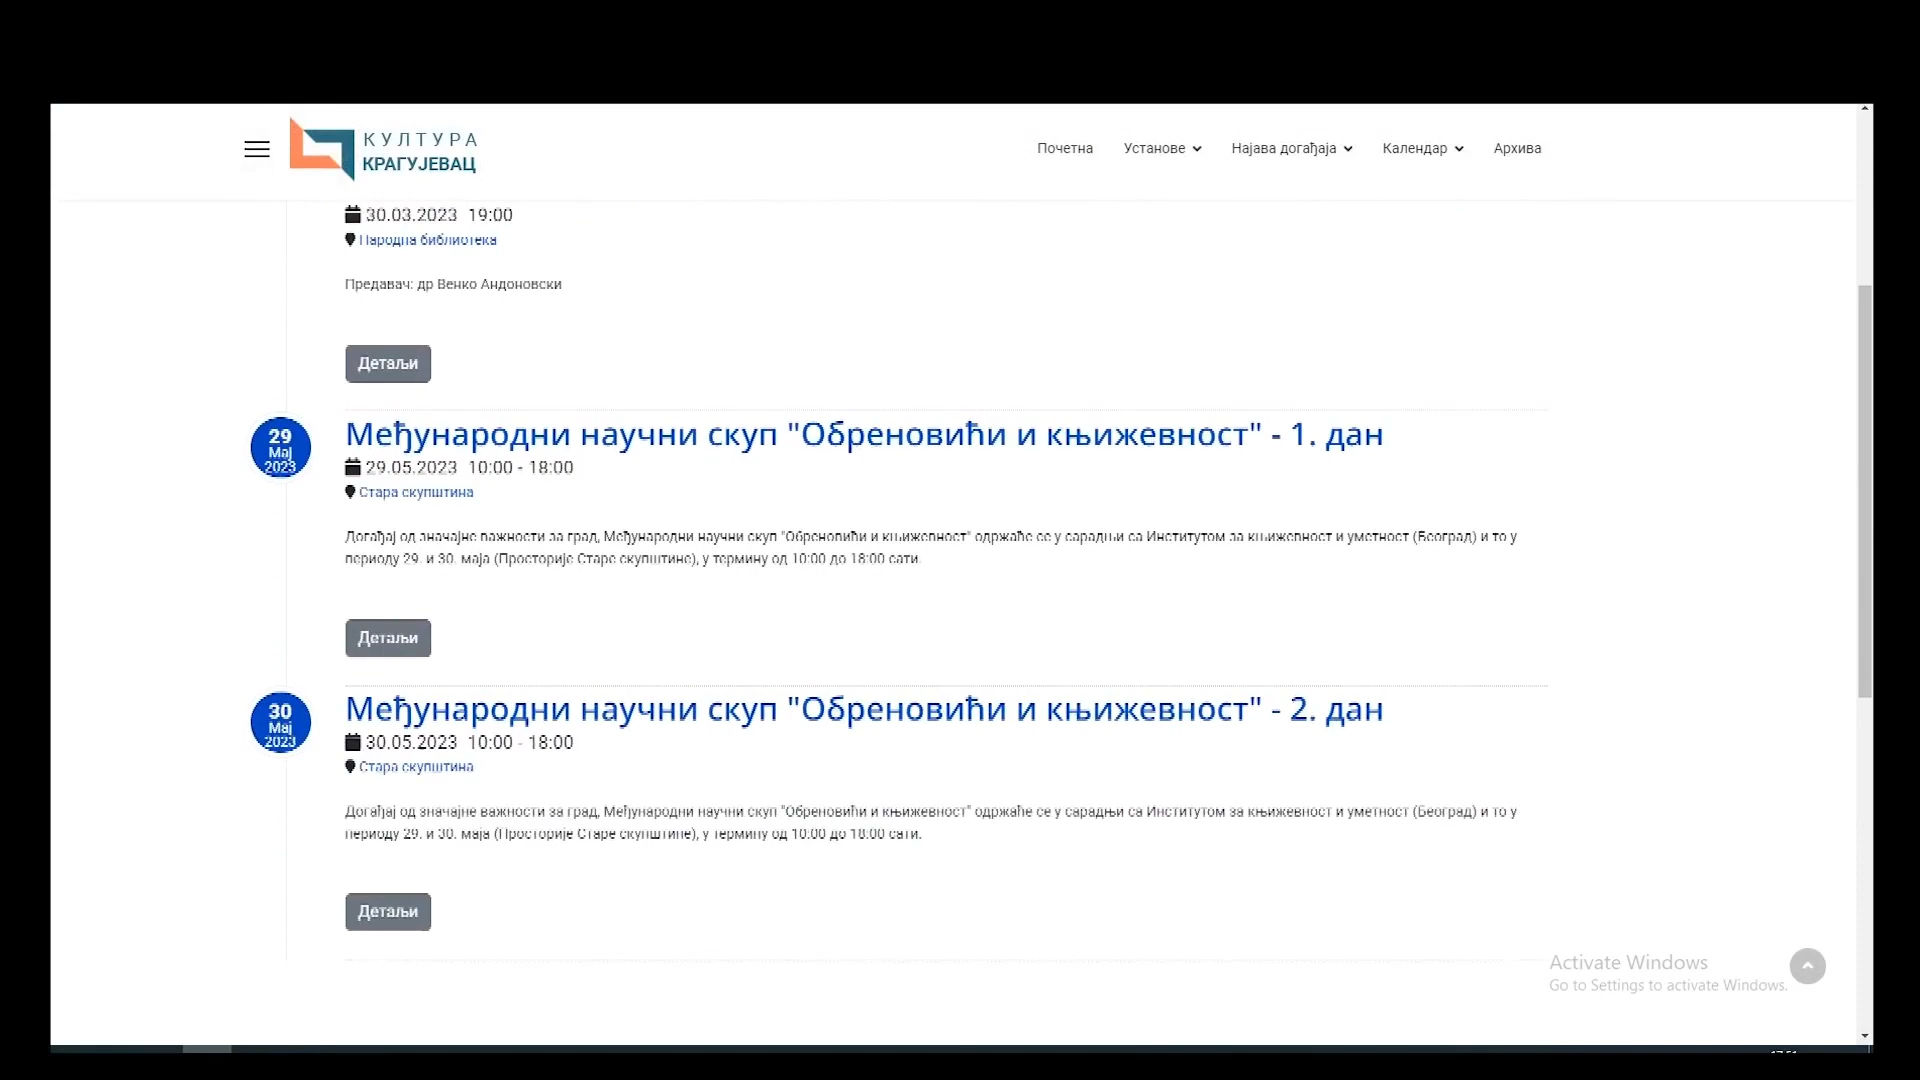 КУЛТУРА
КРАГУЈЕВАЦ
Почетна Установе Најава догађаја Календар Архива
30.03.2023 19:00
Народна библиотека
Предавач: др Венко Андоновски
Детаљи
29
Мај
2023
Међународни научни скуп "Обреновићи и књижевност" - 1. дан
29.05.2023 10:00 - 18:00
Стара скупштина
Догађај од значајне важности за град, Међународни научни скуп "Обреновићи и књижевност" одржаће се у сарадњи са Институтом за књижевност и уметност (Београд) и то у
периоду 29. и 30. маја (Просторије Старе скупштине), у термину од 10:00 до 18:00 сати.
Детаљи
30
Мај
2023
Међународни научни скуп "Обреновићи и књижевност" - 2. дан
30.05.2023 10:00 - 18:00
Стара скупштина
Догађај од значајне важности за град, Међународни научни скуп "Обреновићи и књижевност" одржаће се у сарадњи са Институтом за књижевност и уметност (Београд) и то у
периоду 29. и 30. маја (Просторије Старе скупштине), у термину од 10:00 до 18:00 сати.
Детаљи
Activate Windows
Go to Settings to activate Windows.